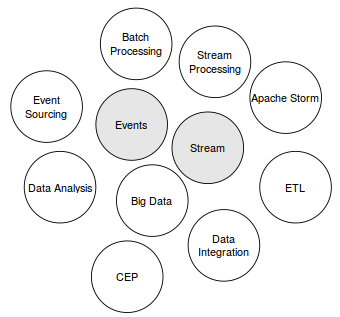 Batch
Processing
Stream
Processing
Event
Sourcing
Apache Storm
Events
Stream
Data Analysis
Big Data
ETL
Data
Integration
CEP